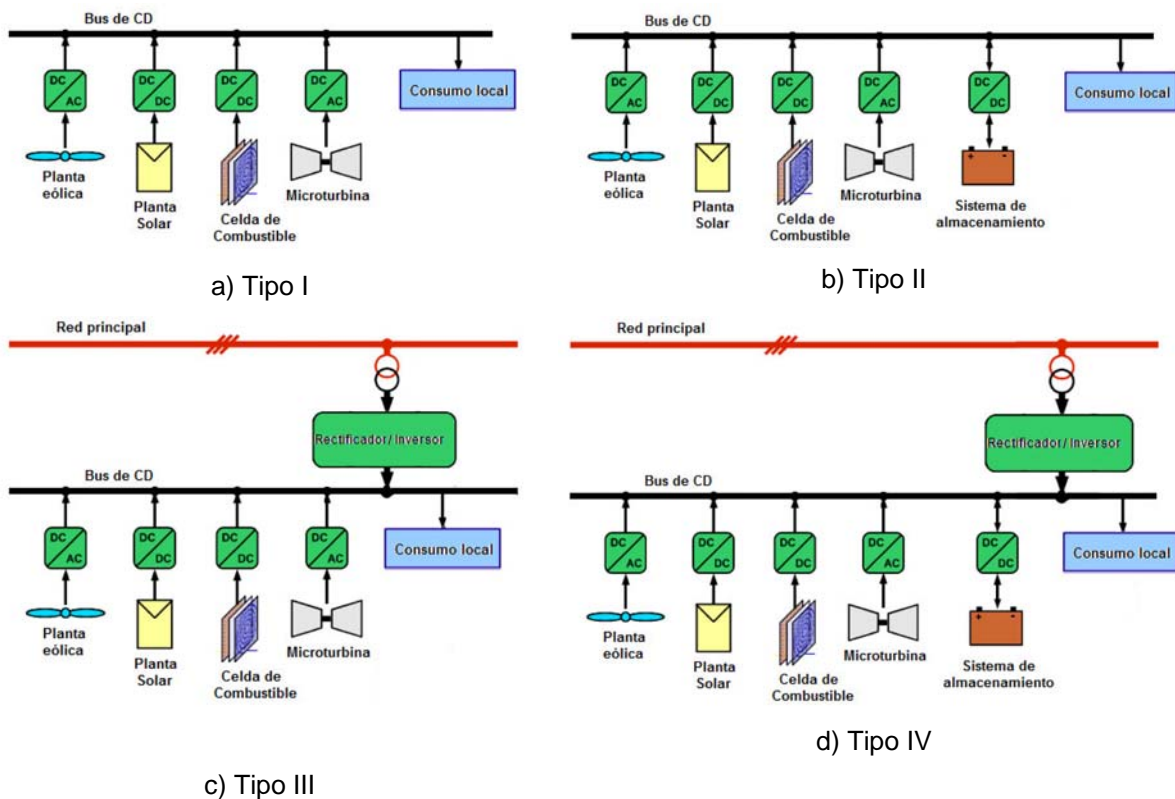 Bus de CD
DC
AC
DC
DC
DC
DC
DC
AC
Consumo local
Planta
eólica
Planta
Solar
Celda de
Combustible
Microturbina
a) Tipo I
Bus de CD
DC
AC
DC
DC
DC
DC
DC
AC
DC
DC
Consumo local
Planta
eólica
Planta
Solar
Celda de
Combustible
Microturbina
+ -
Sistema de
almacenamiento
b) Tipo II
Red principal
Rectificador/ Inversor
Bus de CD
DC
AC
DC
DC
DC
DC
DC
AC
Consumo local
Planta
eólica
Planta
Solar
Celda de
Combustible
Microturbina
c) Tipo III
Red principal
Rectificador/ Inversor
Bus de CD
DC
AC
DC
DC
DC
DC
DC
AC
DC
DC
Consumo local
Planta
eólica
Planta
Solar
Celda de
Combustible
Microturbina
+ -
Sistema de
almacenamiento
d) Tipo IV